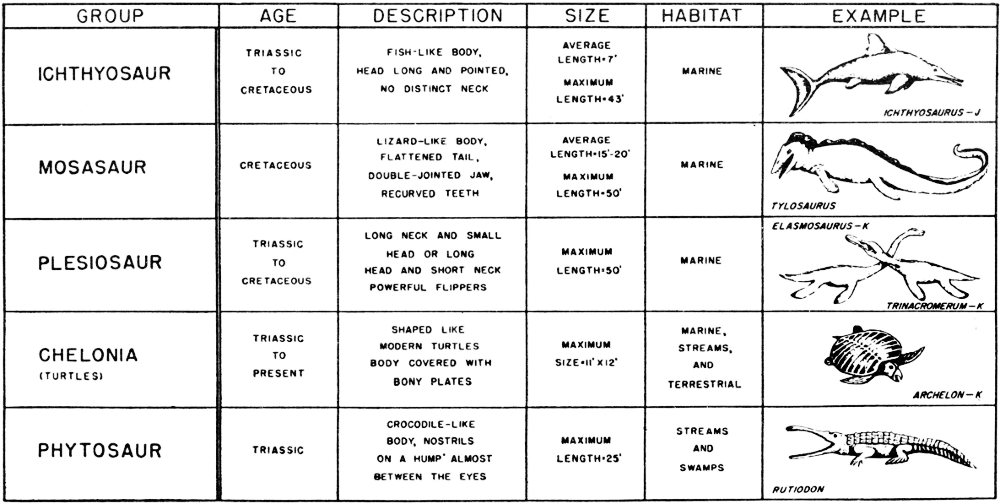 GROUP AGE DESCRIPTION SIZE HABITAT EXAMPLE
ICHTHYOSAUR
TRIASSIC
TO
CRETACEOUS
FISH-LIKE BODY,
HEAD LONG AND POINTED,
NO DISTINCT NECK
AVERAGE
LENGTH=7'
MAXIMUM
LENGTH=43'
MARINE
ICHTHYOSAURUS-J
MOSASAUR
CRETACEOUS
LIZARD-LIKE BODY,
FLATTENED TAIL,
DOUBLE-JOINTED JAW,
RECURVED TEETH
AVERAGE
LENGTH=15'-20'
MAXIMUM
LENGTH=50'
MARINE
TYLOSAURUS
PLESIOSAUR
TRIASSIC
TO
CRETACEOUS
LONG NECK AND SMALL
HEAD OR LONG
HEAD AND SHORT NECK
POWERFUL FLIPPERS
MAXIMUM
LENGTH=50'
MARINE
ELASMOSAURUS-K
TRINACROMERUM-K
CHELONIA
(TURTLES)
TRIASSIC
TO
PRESENT
SHAPED LIKE
MODERN TURTLES
BODY COVERED WITH
BONY PLATES
MAXIMUM
SIZE=11'X12'
MARINE,
STREAMS,
AND
TERRESTRIAL
ARCHELON-K
PHYTOSAUR
TRIASSIC
CROCODILE-LIKE
BODY, NOSTRILS
ON A HUMP' ALMOST
BETWEEN THE EYES
MAXIMUM
LENGTH=25'
STREAMS
AND
SWAMPS
RUTIODON